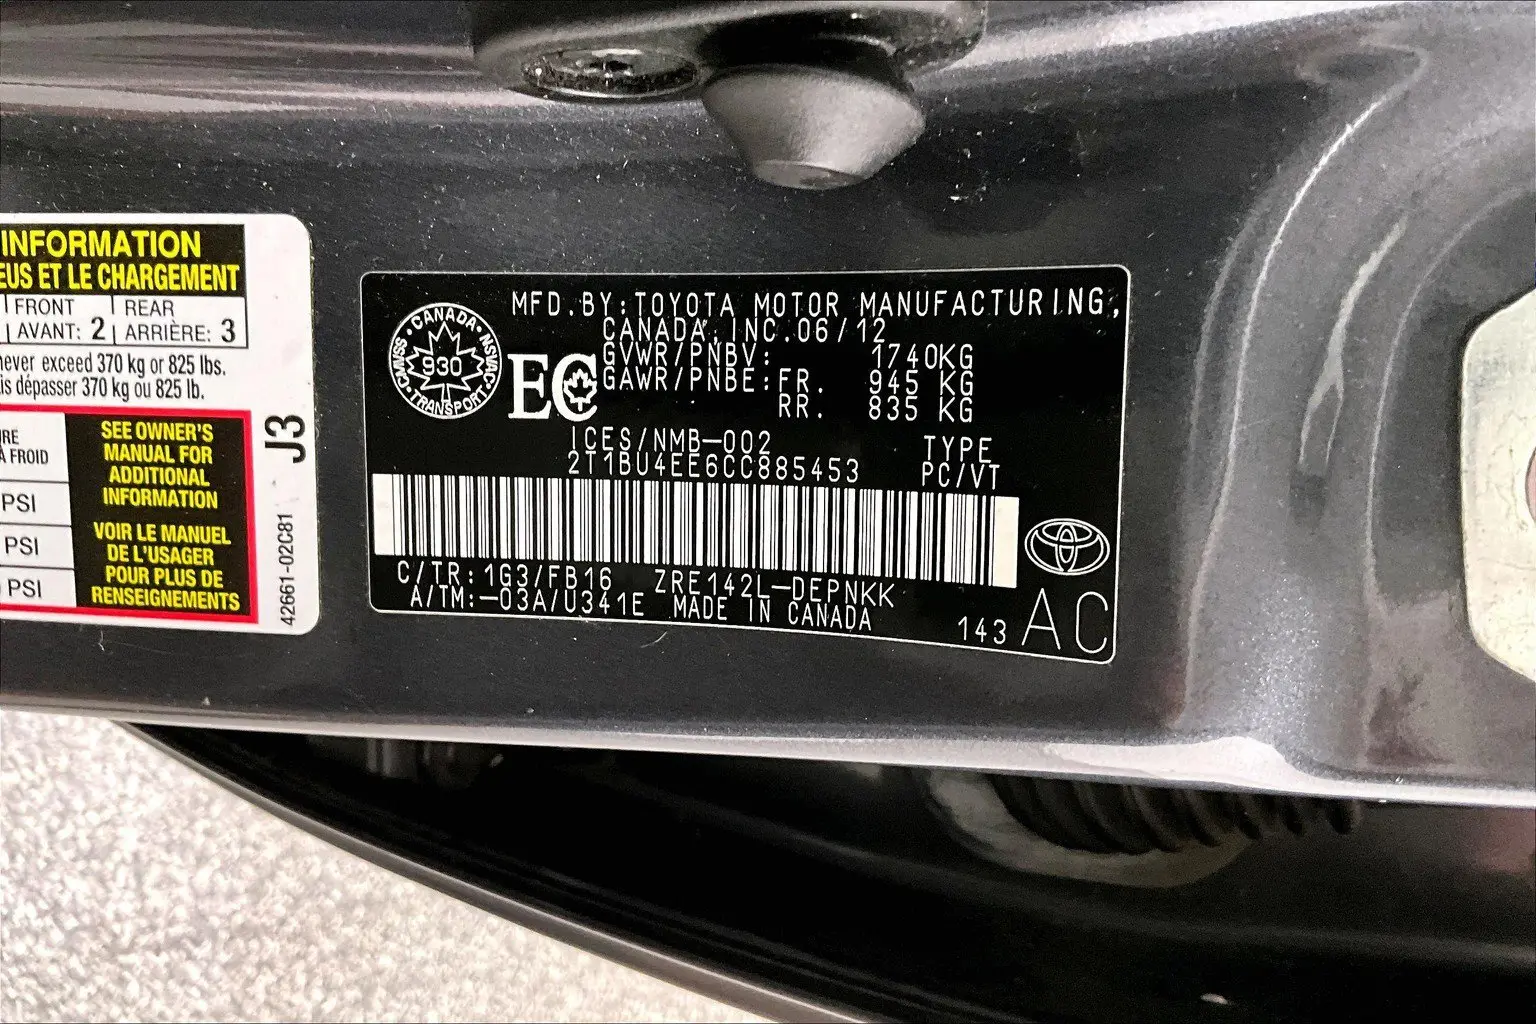 INFORMATION
EUS ET LE CHARGEMENT
FRONT REAR
AVANT: 2 ARRIÈRE: 3
never exceed 370 kg or 825 lbs.
is dépasser 370 kg ou 825 lb.
RE
À FROID
PSI
PSI
PSI
SEE OWNER'S
MANUAL FOR
ADDITIONAL
INFORMATION
VOIR LE MANUEL
DE L'USAGER
POUR PLUS DE
RENSEIGNEMENTS
J3
42661-02C81
MFD.BY:TOYOTA MOTOR MANUFACTURING,
CANADA,INC.06/12
GVWR/PNBV: 1740KG
GAWR/PNBE:FR. 945 KG
RR. 835 KG
CANADA
CMVSS NSVAC
930
TRANSPORT
EC
ICES/NMB-002 TYPE
2T1BU4EE6CC885453 PC/VT
C/TR:1G3/FB16 ZRE142L-DEPNKK
A/TM:-03A/U341E MADE IN CANADA
143 AC